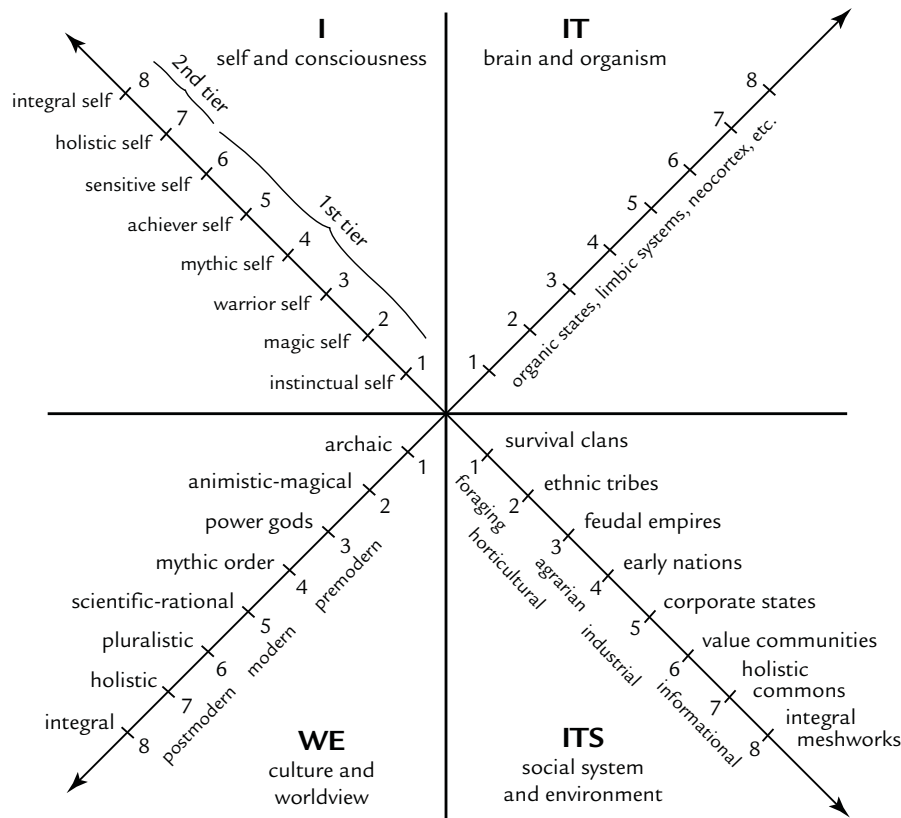 I
self and consciousness
2nd tier
1st tier
8
integral self
7
holistic self
6
sensitive self
5
achiever self
4
mythic self
3
warrior self
2
magic self
1
instinctual self
IT
brain and organism
8
7
6
5
4
3
2
1
organic states, limbic systems, neocortex, etc.
archaic
1
animistic-magical
2
power gods
3
mythic order
4
scientific-rational
5
pluralistic
6
holistic
7
integral
8
premodern
modern
postmodern
WE
culture and
worldview
survival clans
1
ethnic tribes
2
feudal empires
3
early nations
4
corporate states
5
value communities
6
holistic
commons
7
integral
meshworks
8
foraging
horticultural
agrarian
industrial
informational
ITS
social system
and environment